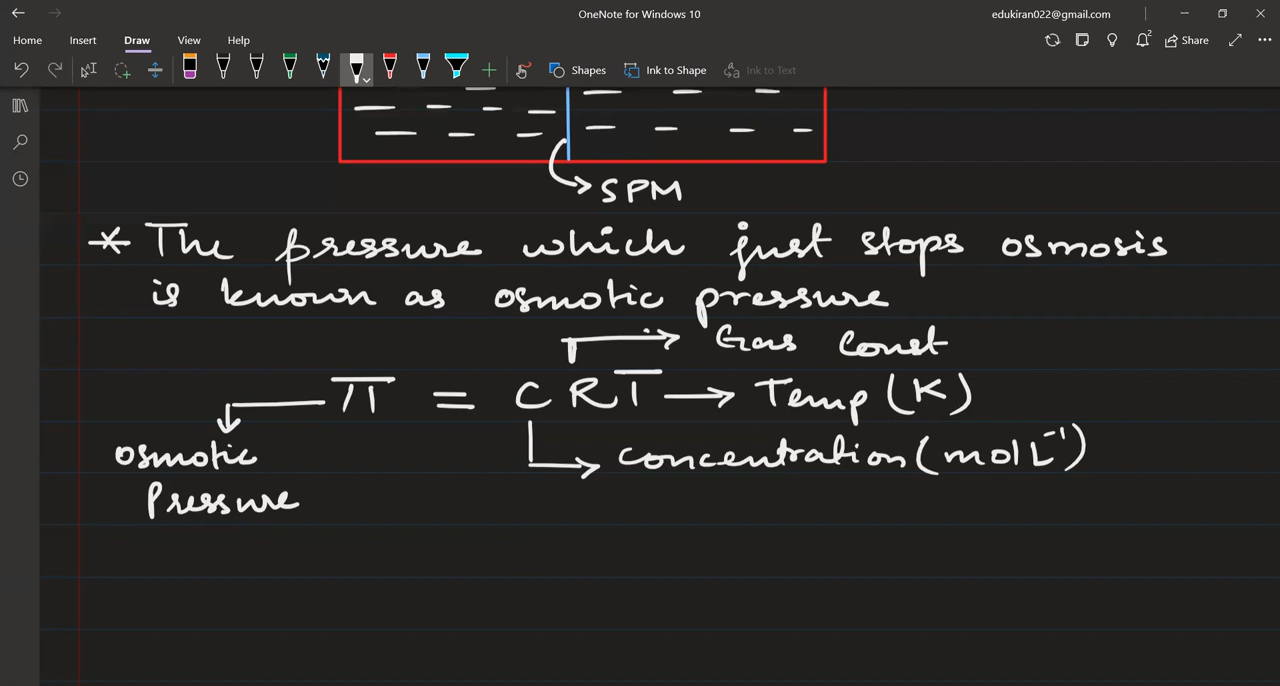 OneNote for Windows 10
edukiran022@gmail.com
Home Insert Draw View Help
Share
Shapes Ink to Shape Ink to Text
SPM
* The pressure which just stops osmosis
is known as osmotic pressure
Gas Const
π = CRT → Temp (K)
osmotic
Pressure
concentration (mol L⁻¹)